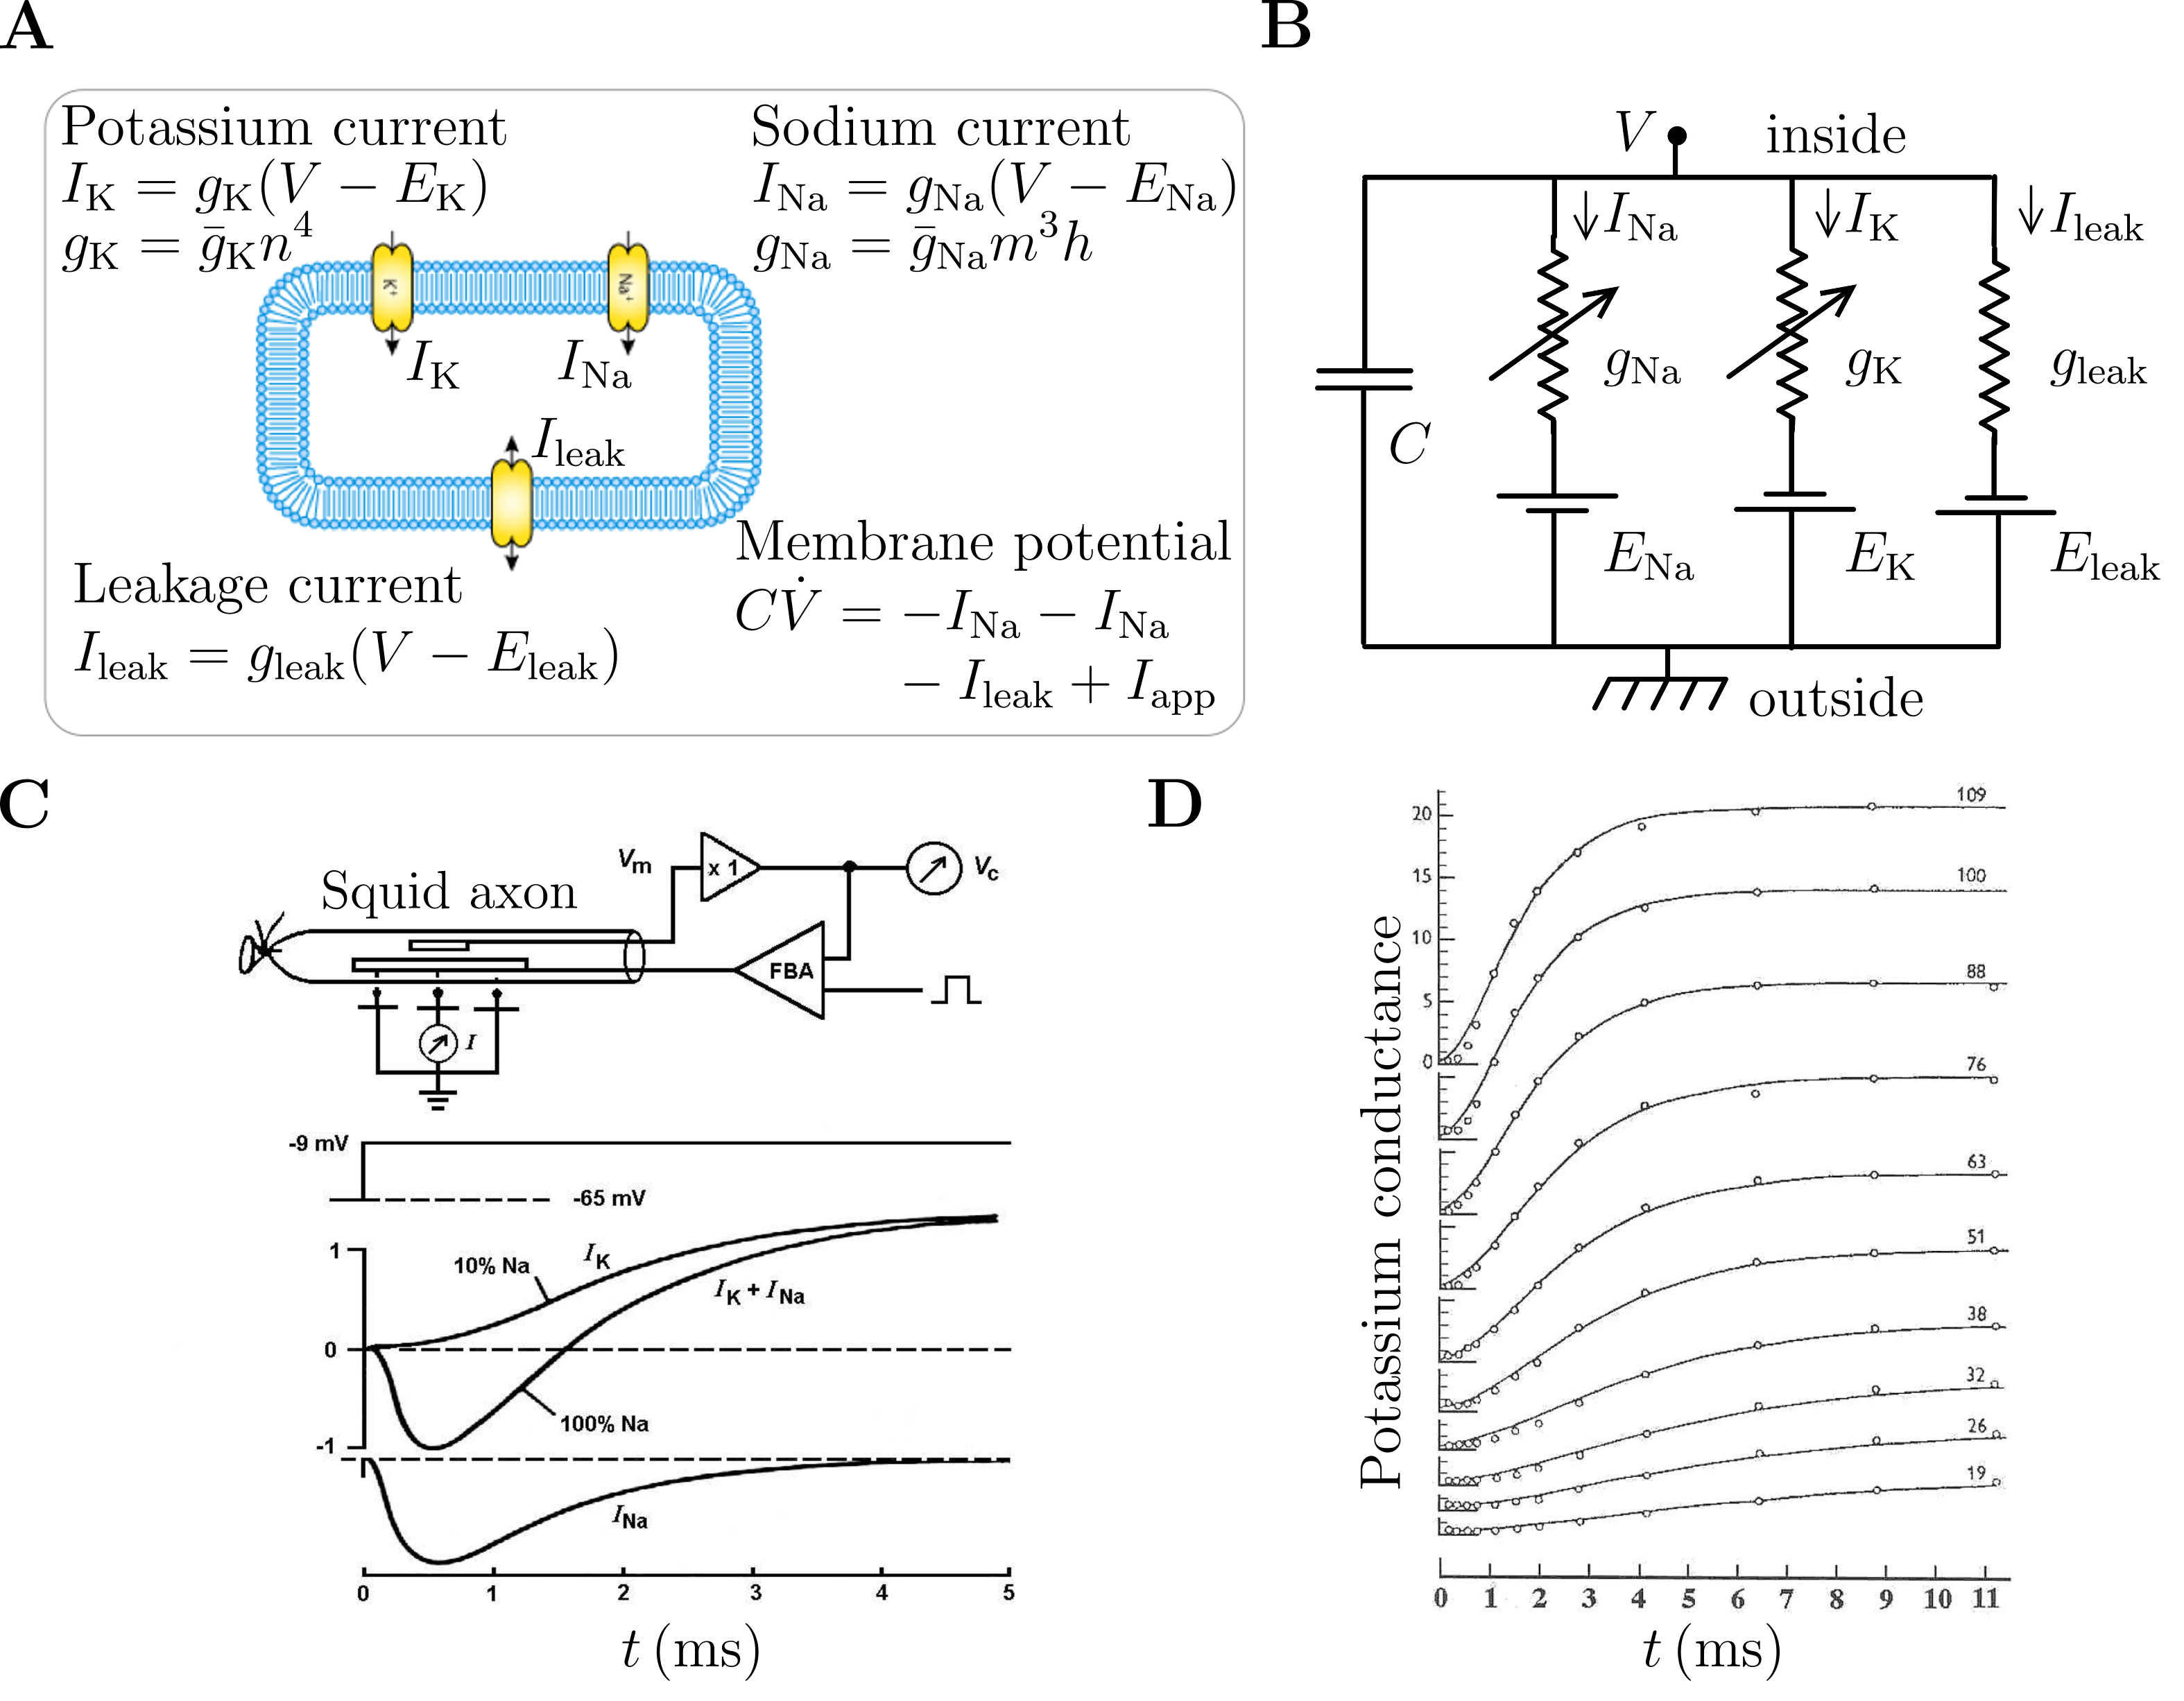 A
Potassium current
I_K = g_K(V − E_K)
g_K = ḡ_K n^4
Sodium current
I_Na = g_Na(V − E_Na)
g_Na = ḡ_Na m^3 h
K+
Na+
I_K
I_Na
I_leak
Leakage current
I_leak = g_leak(V − E_leak)
Membrane potential
CV̇ = −I_Na − I_Na
− I_leak + I_app
B
V
inside
↓I_Na
↓I_K
↓I_leak
g_Na
g_K
g_leak
C
E_Na
E_K
E_leak
outside
C
Squid axon
V_m
x 1
V_c
FBA
I
-9 mV
-65 mV
1
10% Na
I_K
I_K + I_Na
0
100% Na
-1
I_Na
0 1 2 3 4 5
t (ms)
D
Potassium conductance
20
15
10
5
0
109
100
88
76
63
51
38
32
26
19
0 1 2 3 4 5 6 7 8 9 10 11
t (ms)